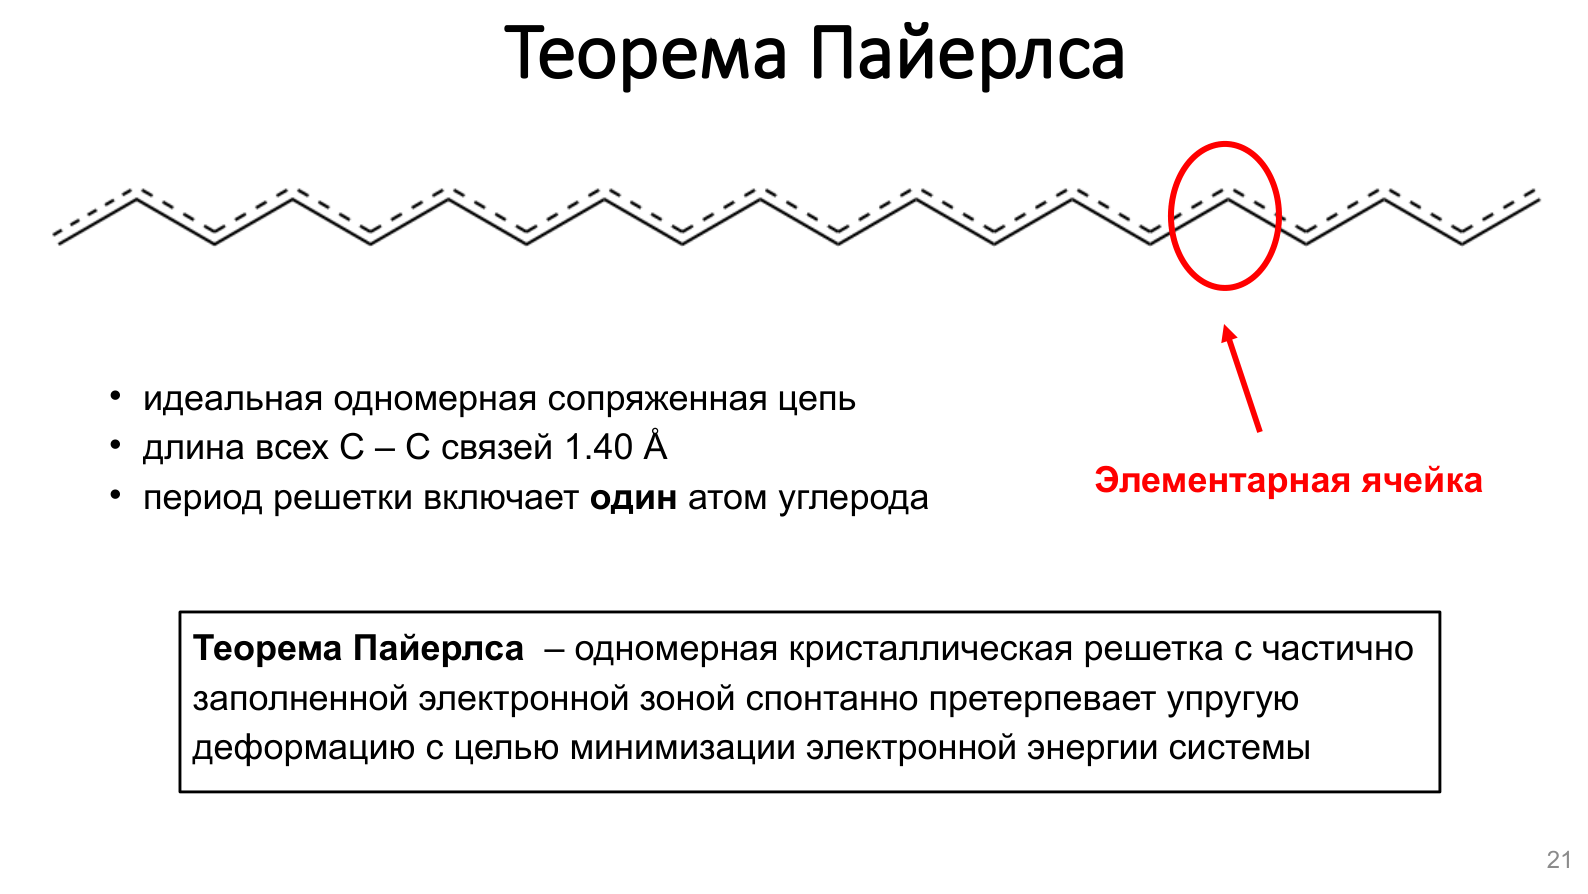 Теорема Пайерлса
• идеальная одномерная сопряженная цепь
• длина всех С – С связей 1.40 Å
• период решетки включает один атом углерода
Элементарная ячейка
Теорема Пайерлса – одномерная кристаллическая решетка с частично
заполненной электронной зоной спонтанно претерпевает упругую
деформацию с целью минимизации электронной энергии системы
21